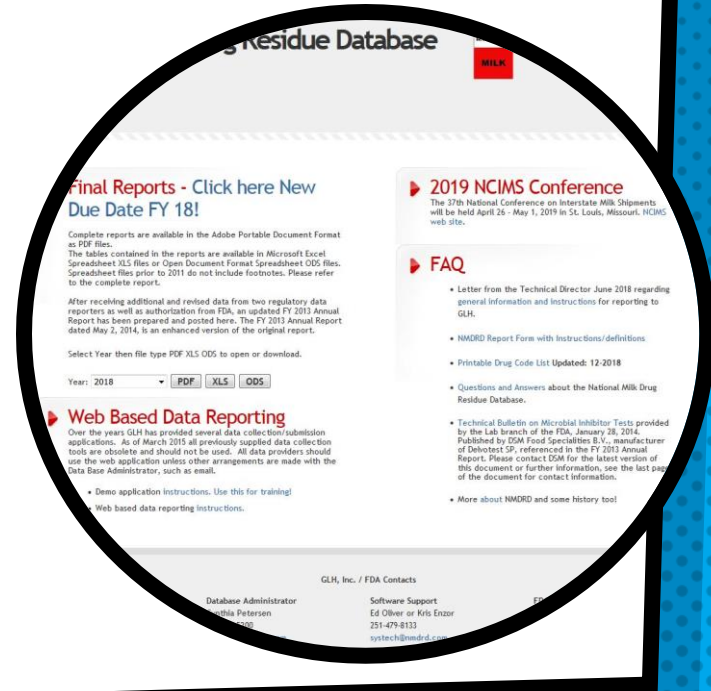 Residue Database
MILK
Final Reports - Click here New
Due Date FY 18!
Complete reports are available in the Adobe Portable Document Format
as PDF files.
The tables contained in the reports are available in Microsoft Excel
Spreadsheet XLS files or Open Document Format Spreadsheet ODS files.
Spreadsheet files prior to 2011 do not include footnotes. Please refer
to the complete report.
After receiving additional and revised data from two regulatory data
reporters as well as authorization from FDA, an updated FY 2013 Annual
Report has been prepared and posted here. The FY 2013 Annual Report
dated May 2, 2014, is an enhanced version of the original report.
Select Year then file type PDF XLS ODS to open or download.
Year: 2018 PDF XLS ODS
Web Based Data Reporting
Over the years GLH has provided several data collection/submission
applications. As of March 2015 all previously supplied data collection
tools are obsolete and should not be used. All data providers should
use the web application unless other arrangements are made with the
Data Base Administrator, such as email.
• Demo application instructions. Use this for training!
• Web based data reporting instructions.
2019 NCIMS Conference
The 37th National Conference on Interstate Milk Shipments
will be held April 26 - May 1, 2019 in St. Louis, Missouri. NCIMS
web site.
FAQ
• Letter from the Technical Director June 2018 regarding
general information and instructions for reporting to
GLH.
• NMDRD Report Form with instructions/definitions
• Printable Drug Code List Updated: 12-2018
• Questions and Answers about the National Milk Drug
Residue Database.
• Technical Bulletin on Microbial Inhibitor Tests provided
by the Lab branch of the FDA, January 28, 2014.
Published by DSM Food Specialities B.V., manufacturer
of Delvotest SP, referenced in the FY 2013 Annual
Report. Please contact DSM for the latest version of
this document or further information, see the last page
of the document for contact information.
• More about NMDRD and some history too!
GLH, Inc. / FDA Contacts
Database Administrator
Petersen
Software Support
Ed Oliver or Kris Enzor
251-479-8133
systech@nmdrd.com